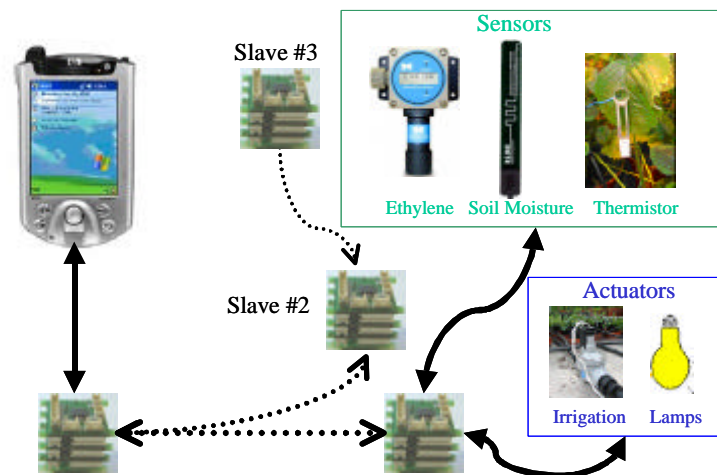 Sensors
Slave #3
Ethylene
Soil Moisture
Thermistor
Slave #2
Actuators
Irrigation
Lamps